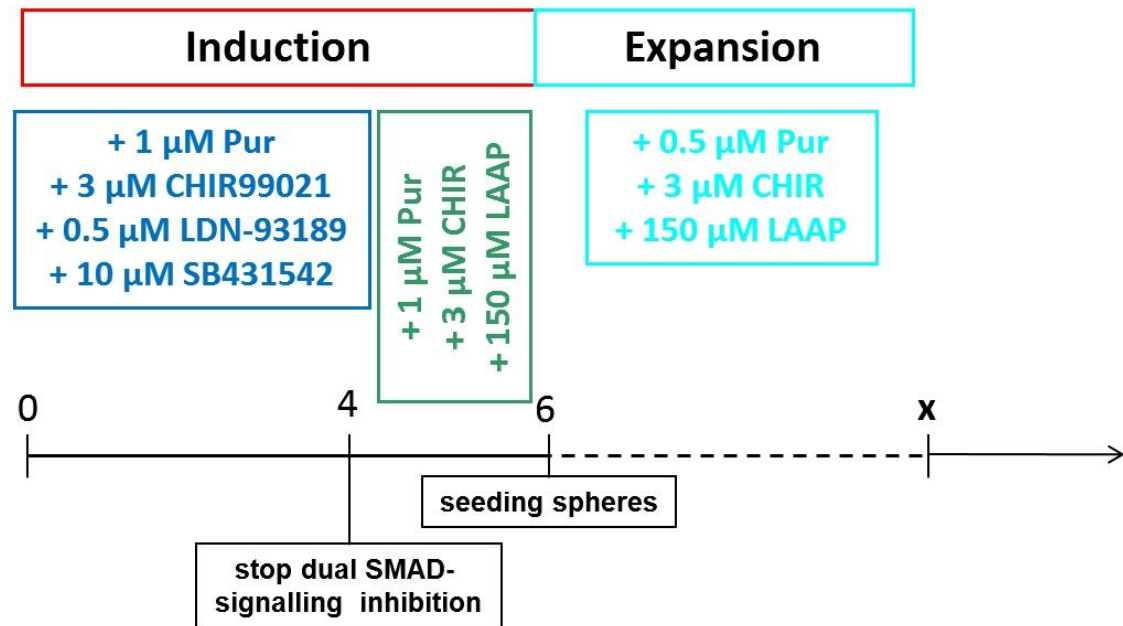 Induction
Expansion
+ 1 µM Pur
+ 3 µM CHIR99021
+ 0.5 µM LDN-93189
+ 10 µM SB431542
+ 1 µM Pur
+ 3 µM CHIR
+ 150 µM LAAP
+ 0.5 µM Pur
+ 3 µM CHIR
+ 150 µM LAAP
0
4
6
x
seeding spheres
stop dual SMAD-
signalling inhibition